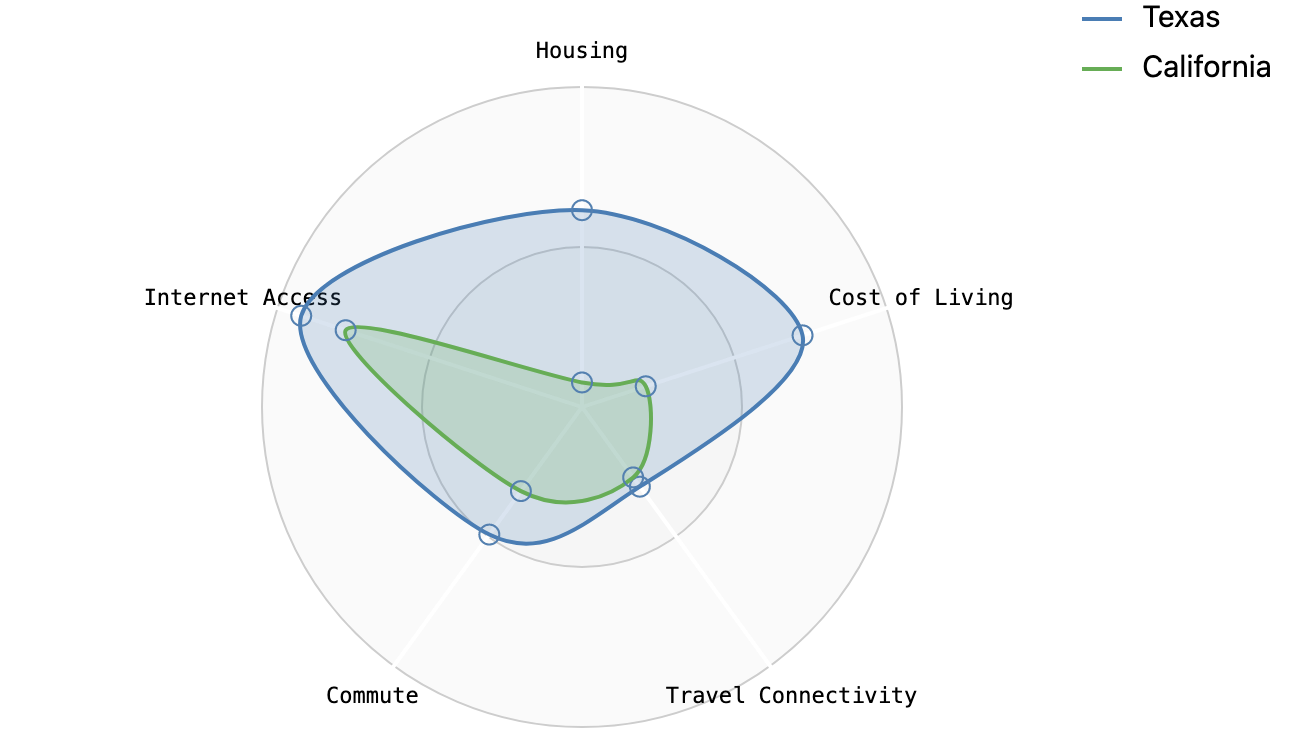 Texas
California
Housing
Internet Access
Cost of Living
Commute
Travel Connectivity